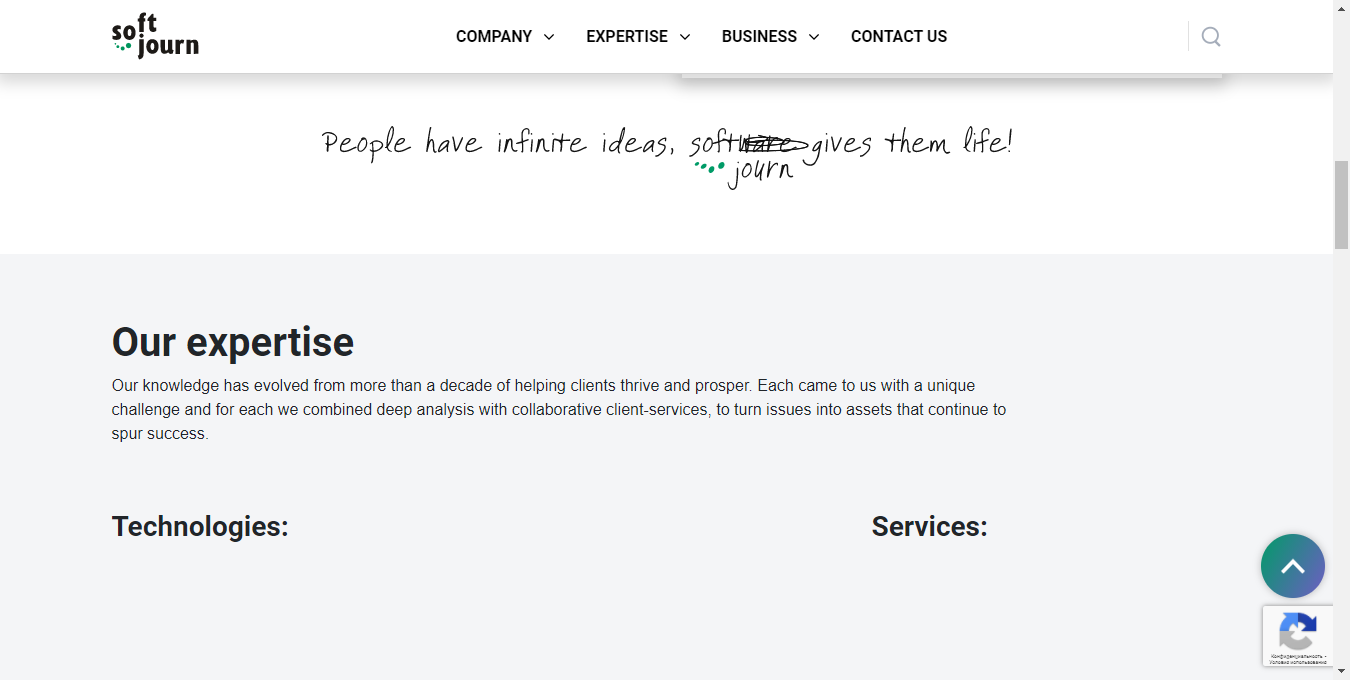 soft
journ
COMPANY EXPERTISE BUSINESS CONTACT US
People have infinite ideas, software gives them life!
journ
Our expertise
Our knowledge has evolved from more than a decade of helping clients thrive and prosper. Each came to us with a unique
challenge and for each we combined deep analysis with collaborative client-services, to turn issues into assets that continue to
spur success.
Technologies: Services:
Конфиденциальность -
Условия использования